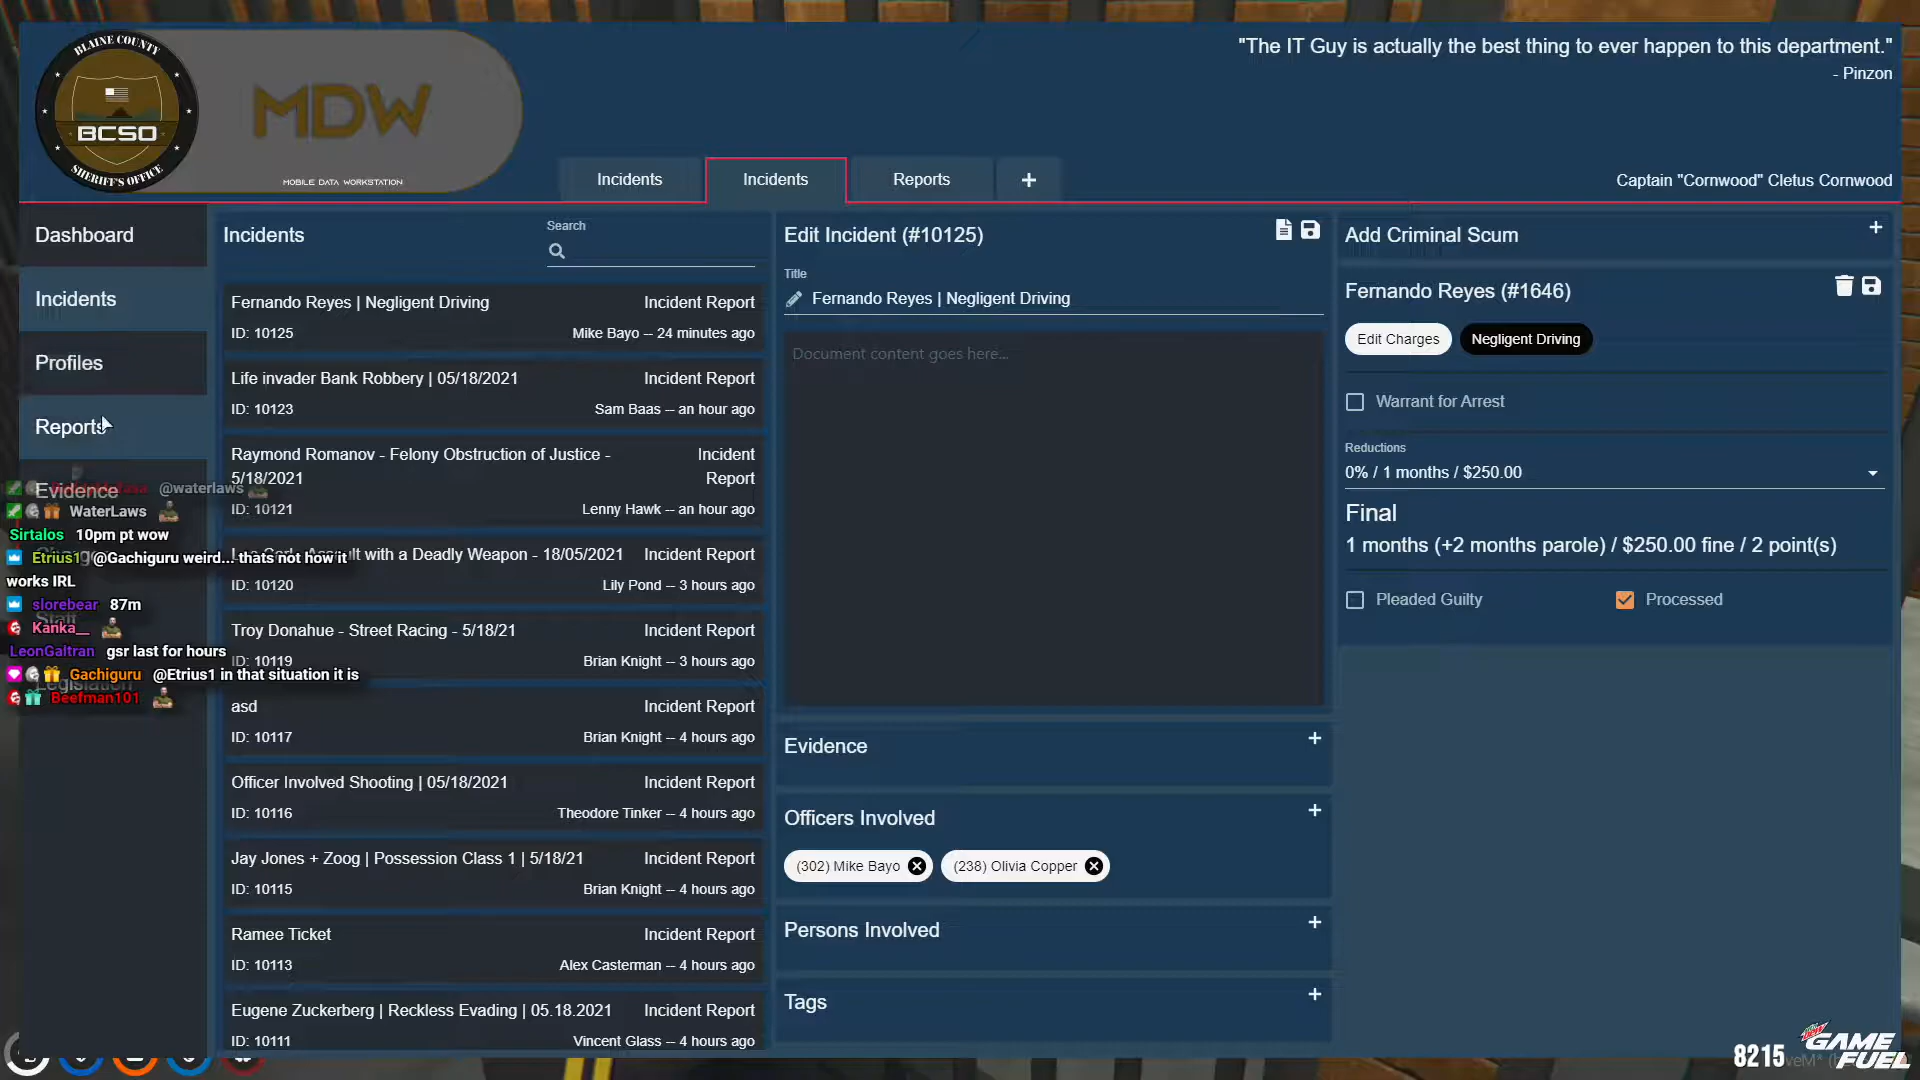 BLAINE COUNTY
BCSO
SHERIFF'S OFFICE
MDW
MOBILE DATA WORKSTATION
"The IT Guy is actually the best thing to ever happen to this department."
- Pinzon
Incidents
Incidents
Reports
+
Captain "Cornwood" Cletus Cornwood
Dashboard
Incidents
Profiles
Reports
Evidence
Staff
Legislation
@waterlaws
WaterLaws
Sirtalos 10pm pt wow
Etrius1 @Gachiguru weird... thats not how it
works IRL
slorebear 87m
Kanka__
LeonGaltran gsr last for hours
Gachiguru @Etrius1 in that situation it is
Beefman101
Incidents
Search
Fernando Reyes | Negligent Driving Incident Report
ID: 10125 Mike Bayo – 24 minutes ago
Life invader Bank Robbery | 05/18/2021 Incident Report
ID: 10123 Sam Baas – an hour ago
Raymond Romanov - Felony Obstruction of Justice - Incident
5/18/2021 Report
ID: 10121 Lenny Hawk – an hour ago
with a Deadly Weapon - 18/05/2021 Incident Report
ID: 10120 Lily Pond – 3 hours ago
Troy Donahue - Street Racing - 5/18/21 Incident Report
ID: 10119 Brian Knight – 3 hours ago
asd Incident Report
ID: 10117 Brian Knight – 4 hours ago
Officer Involved Shooting | 05/18/2021 Incident Report
ID: 10116 Theodore Tinker – 4 hours ago
Jay Jones + Zoog | Possession Class 1 | 5/18/21 Incident Report
ID: 10115 Brian Knight – 4 hours ago
Ramee Ticket Incident Report
ID: 10113 Alex Casterman – 4 hours ago
Eugene Zuckerberg | Reckless Evading | 05.18.2021 Incident Report
ID: 10111 Vincent Glass – 4 hours ago
Edit Incident (#10125)
Title
Fernando Reyes | Negligent Driving
Document content goes here...
Evidence +
Officers Involved +
(302) Mike Bayo (238) Olivia Copper
Persons Involved +
Tags +
Add Criminal Scum +
Fernando Reyes (#1646)
Edit Charges Negligent Driving
Warrant for Arrest
Reductions
0% / 1 months / $250.00
Final
1 months (+2 months parole) / $250.00 fine / 2 point(s)
Pleaded Guilty Processed
8215
GAME
FUEL